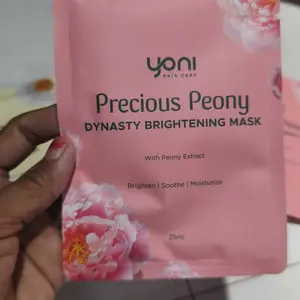 yoni
SKIN CARE
Precious Peony
DYNASTY BRIGHTENING MASK
With Peony Extract
Brighten | Soothe | Moisturize
25ml